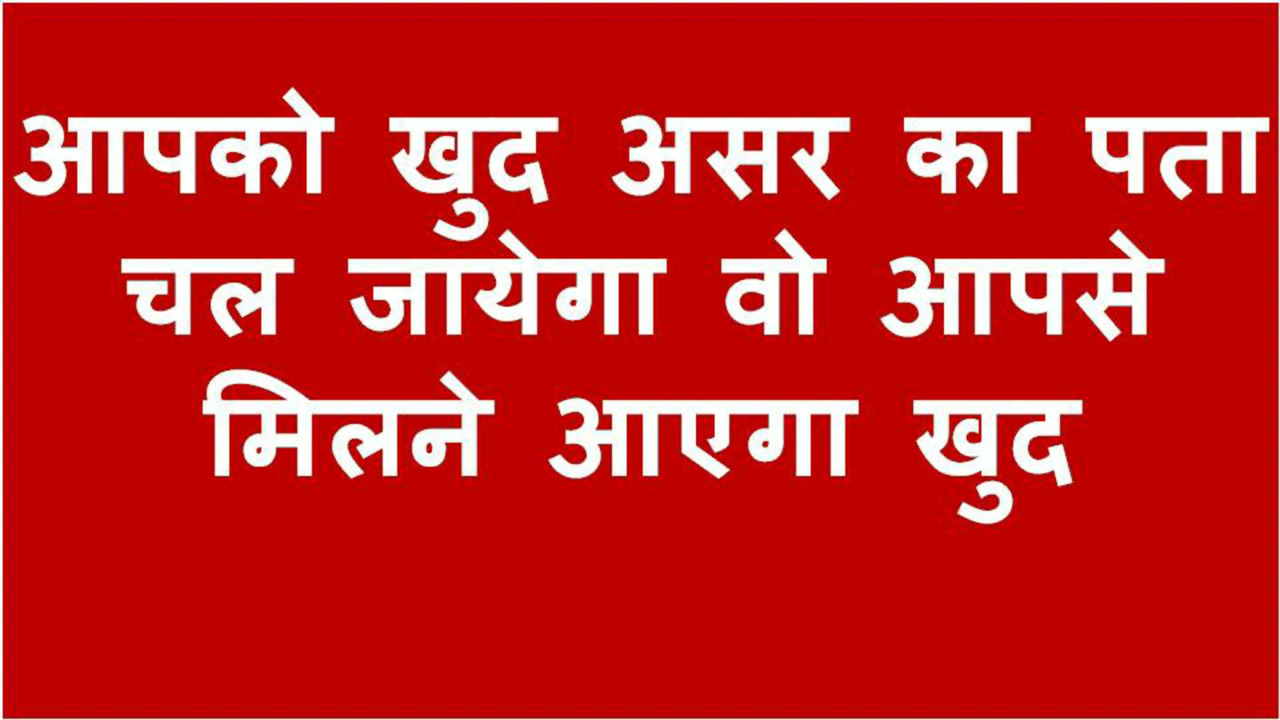 आपको खुद असर का पता
चल जायेगा वो आपसे
मिलने आएगा खुद